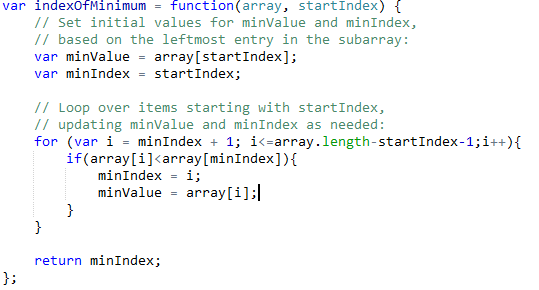 var indexOfMinimum = function(array, startIndex) {
    // Set initial values for minValue and minIndex,
    // based on the leftmost entry in the subarray:
    var minValue = array[startIndex];
    var minIndex = startIndex;

    // Loop over items starting with startIndex,
    // updating minValue and minIndex as needed:
    for (var i = minIndex + 1; i<=array.length-startIndex-1;i++){
        if(array[i]<array[minIndex]){
            minIndex = i;
            minValue = array[i];
        }
    }

    return minIndex;
};